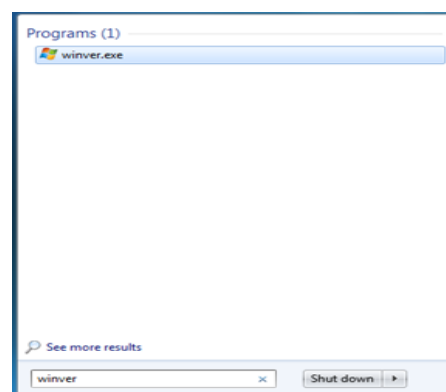 Programs (1)
winver.exe
See more results
winver
Shut down